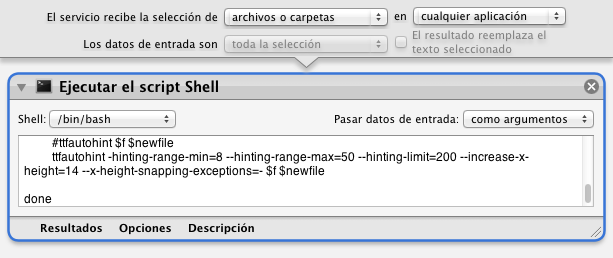 El servicio recibe la selección de archivos o carpetas en cualquier aplicación
Los datos de entrada son toda la selección El resultado reemplaza el
texto seleccionado
Ejecutar el script Shell
Shell: /bin/bash Pasar datos de entrada: como argumentos
#ttfautohint $f $newfile
ttfautohint -hinting-range-min=8 --hinting-range-max=50 --hinting-limit=200 --increase-x-
height=14 --x-height-snapping-exceptions=- $f $newfile
done
Resultados Opciones Descripción